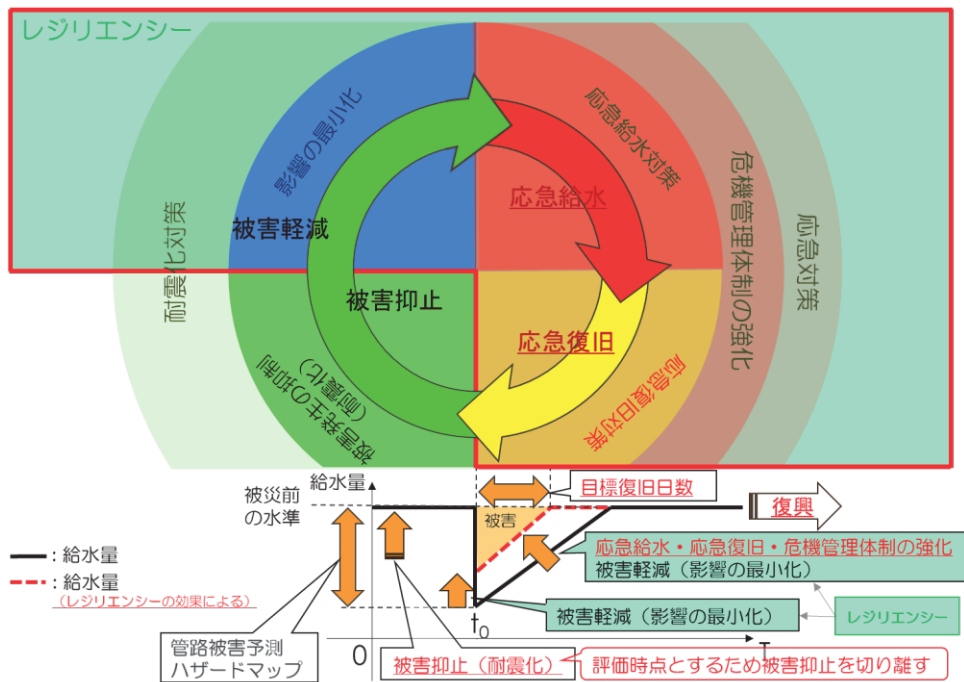 レジリエンシー
影響の最小化
応急給水対策
危機管理体制の強化
応急対策
耐震化対策
被害軽減
応急給水
被害抑止
応急復旧
被害発生の抑制
（耐震化）
応急復旧対策
給水量
被災前
の水準
目標復旧日数
被害
復興
：給水量
：給水量
（レジリエンシーの効果による）
応急給水・応急復旧・危機管理体制の強化
被害軽減（影響の最小化）
被害軽減（影響の最小化）
レジリエンシー
t0
T
0
管路被害予測
ハザードマップ
被害抑止（耐震化）
評価時点とするため被害抑止を切り離す